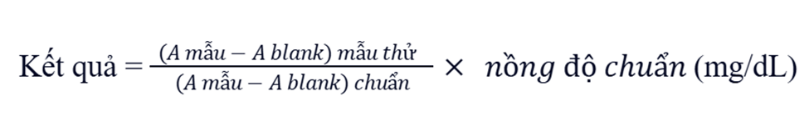 Kết quả = (A mẫu − A blank) mẫu thử / (A mẫu − A blank) chuẩn × nồng độ chuẩn (mg/dL)